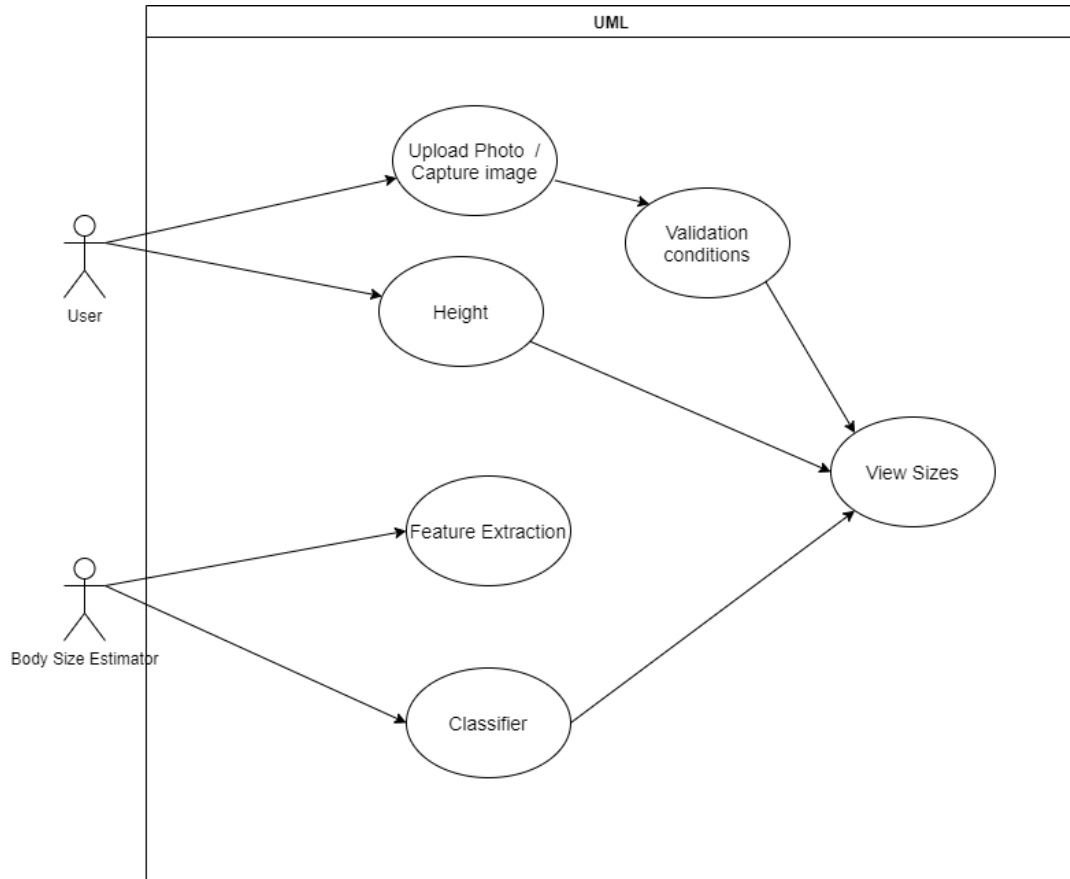 UML
Upload Photo /
Capture image
Validation
conditions
User
Height
View Sizes
Feature Extraction
Body Size Estimator
Classifier